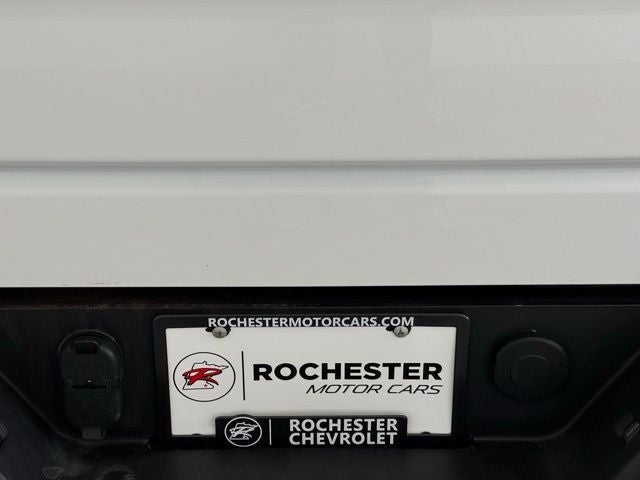 ROCHESTERMOTORCARS.COM
R
ROCHESTER
MOTOR CARS
R
ROCHESTER
CHEVROLET